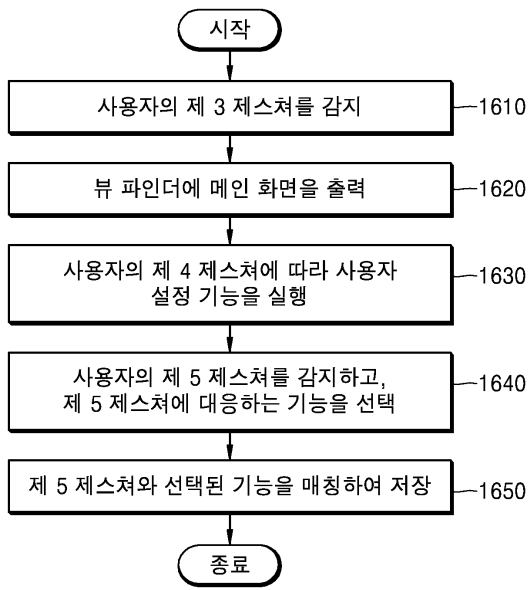 시작
사용자의 제 3 제스쳐를 감지
1610
뷰 파인더에 메인 화면을 출력
1620
사용자의 제 4 제스쳐에 따라 사용자
설정 기능을 실행
1630
사용자의 제 5 제스쳐를 감지하고,
제 5 제스쳐에 대응하는 기능을 선택
1640
제 5 제스쳐와 선택된 기능을 매칭하여 저장
1650
종료